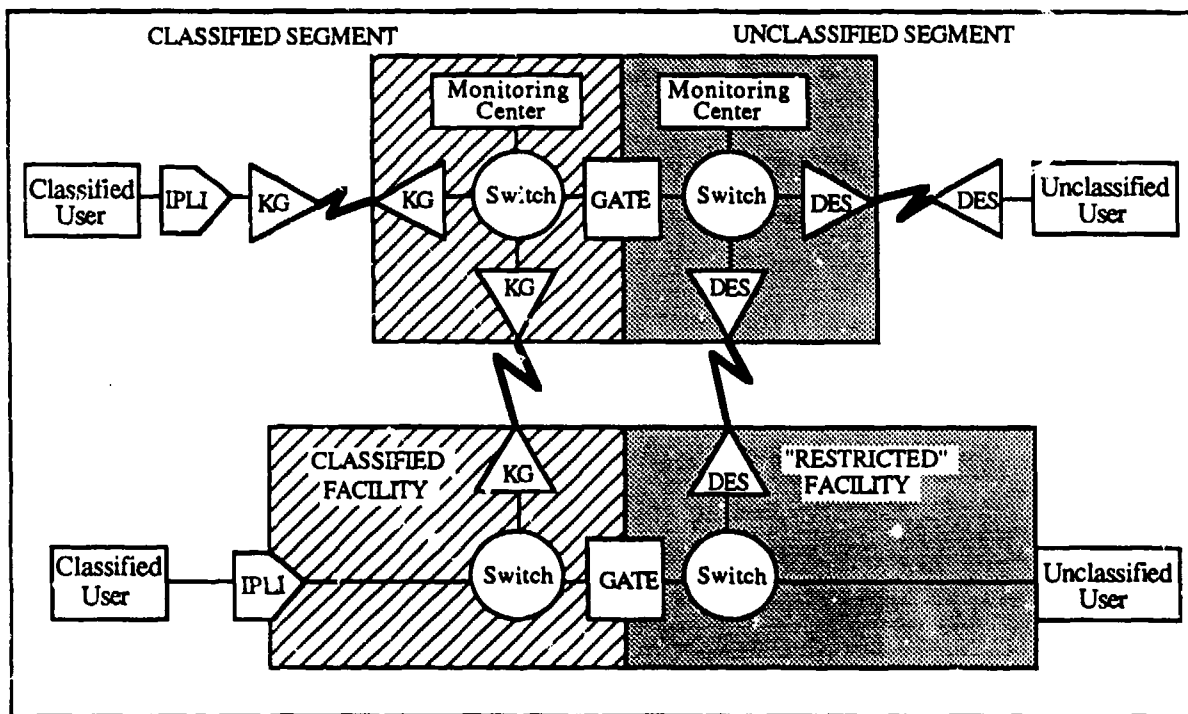 CLASSIFIED SEGMENT
UNCLASSIFIED SEGMENT
Monitoring
Center
Monitoring
Center
Classified
User
IPLI
KG
KG
Switch
GATE
Switch
DES
DES
Unclassified
User
KG
DES
CLASSIFIED
FACILITY
KG
DES
"RESTRICTED"
FACILITY
Classified
User
IPLI
Switch
GATE
Switch
Unclassified
User